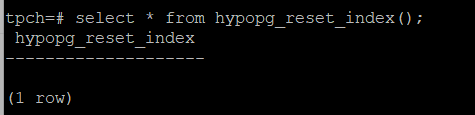 tpch=# select * from hypopg_reset_index();
 hypopg_reset_index
--------------------

(1 row)